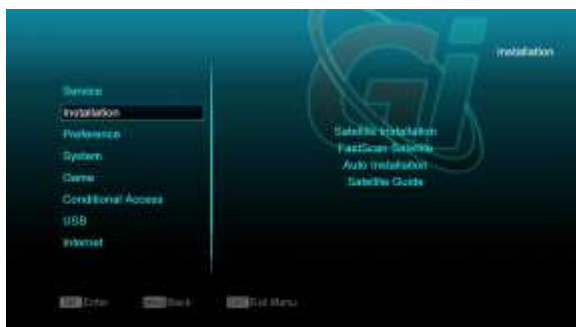 Installation
Service
Installation
Preference
System
Game
Conditional Access
USB
Internet
Satellite Installation
FastScan Satellite
Auto Installation
Satellite Guide
Enter
Back
Exit Menu